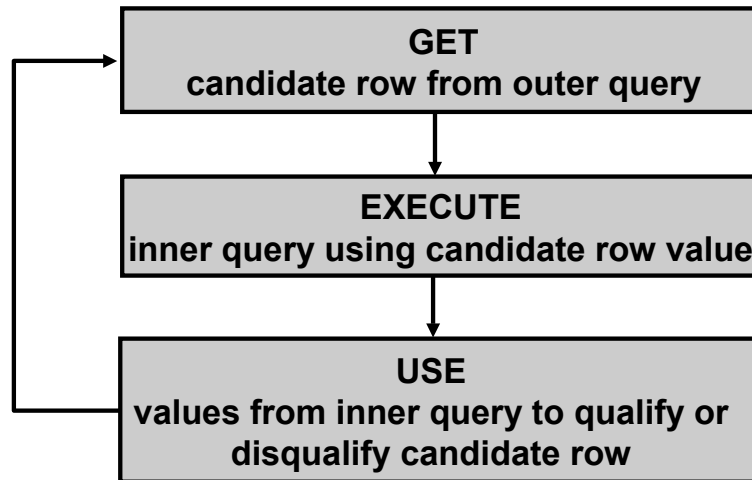 GET
candidate row from outer query
EXECUTE
inner query using candidate row value
USE
values from inner query to qualify or
disqualify candidate row